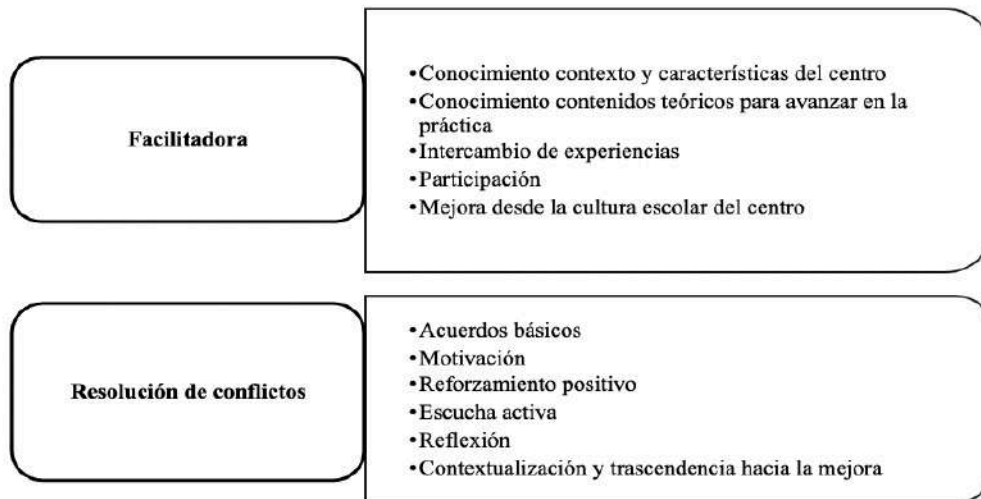 Facilitadora
•Conocimiento contexto y características del centro
•Conocimiento contenidos teóricos para avanzar en la
práctica
•Intercambio de experiencias
•Participación
•Mejora desde la cultura escolar del centro
Resolución de conflictos
•Acuerdos básicos
•Motivación
•Reforzamiento positivo
•Escucha activa
•Reflexión
•Contextualización y trascendencia hacia la mejora